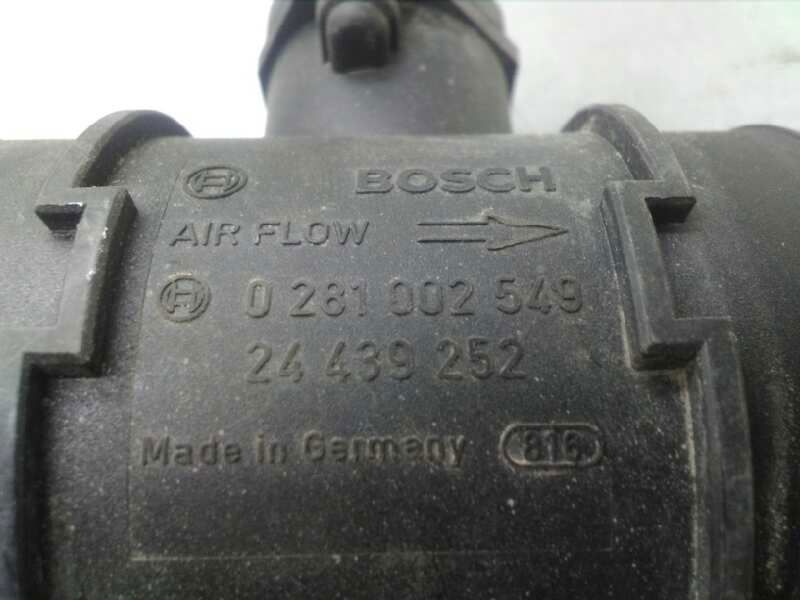 BOSCH
AIR FLOW
0 281 002 549
24 439 252
Made in Germany 816